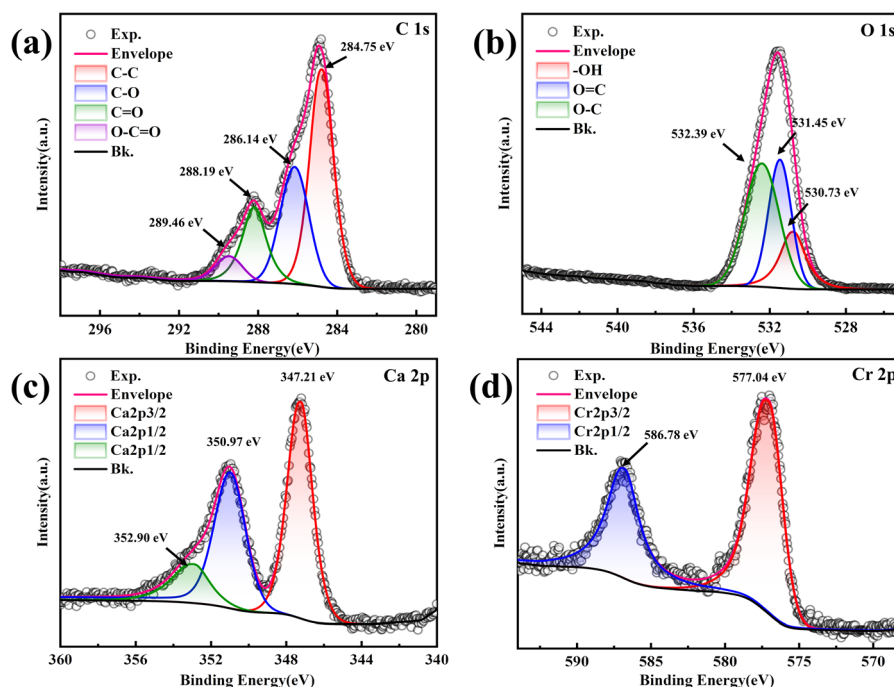 (a)
C 1s
Exp.
Envelope
C-C
C-O
C=O
O-C=O
Bk.
284.75 eV
286.14 eV
288.19 eV
289.46 eV
Intensity(a.u.)
296 292 288 284 280
Binding Energy(eV)
(b)
O 1s
Exp.
Envelope
-OH
O=C
O-C
Bk.
532.39 eV
531.45 eV
530.73 eV
Intensity(a.u.)
544 540 536 532 528
Binding Energy(eV)
(c)
Ca 2p
Exp.
Envelope
Ca2p3/2
Ca2p1/2
Ca2p1/2
Bk.
347.21 eV
350.97 eV
352.90 eV
Intensity(a.u.)
360 356 352 348 344 340
Binding Energy(eV)
(d)
Cr 2p
Exp.
Envelope
Cr2p3/2
Cr2p1/2
Bk.
577.04 eV
586.78 eV
Intensity(a.u.)
590 585 580 575 570
Binding Energy(eV)